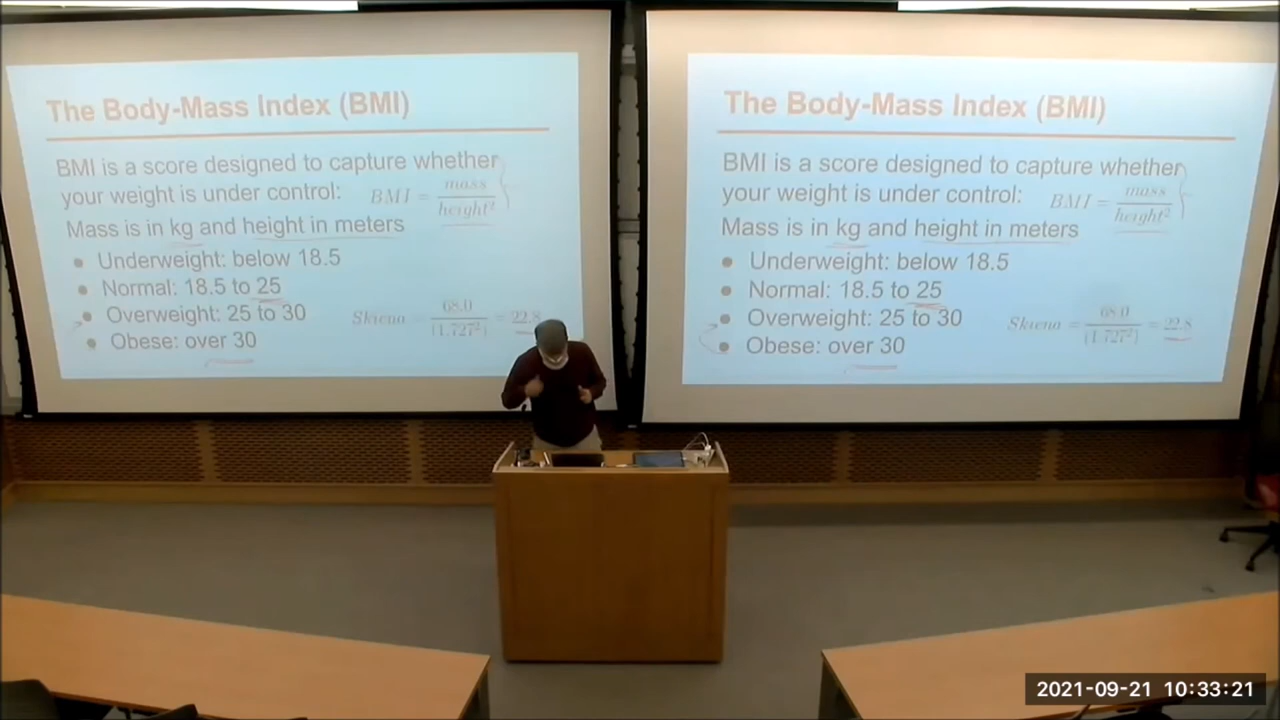 The Body-Mass Index (BMI)
BMI is a score designed to capture whether
your weight is under control: BMI = mass / height²
Mass is in kg and height in meters
● Underweight: below 18.5
● Normal: 18.5 to 25
● Overweight: 25 to 30
● Obese: over 30
Skiena = 68.0 / (1.727²) = 22.8
The Body-Mass Index (BMI)
BMI is a score designed to capture whether
your weight is under control: BMI = mass / height²
Mass is in kg and height in meters
● Underweight: below 18.5
● Normal: 18.5 to 25
● Overweight: 25 to 30
● Obese: over 30
Skiena = 68.0 / (1.727²) = 22.8
2021-09-21 10:33:21